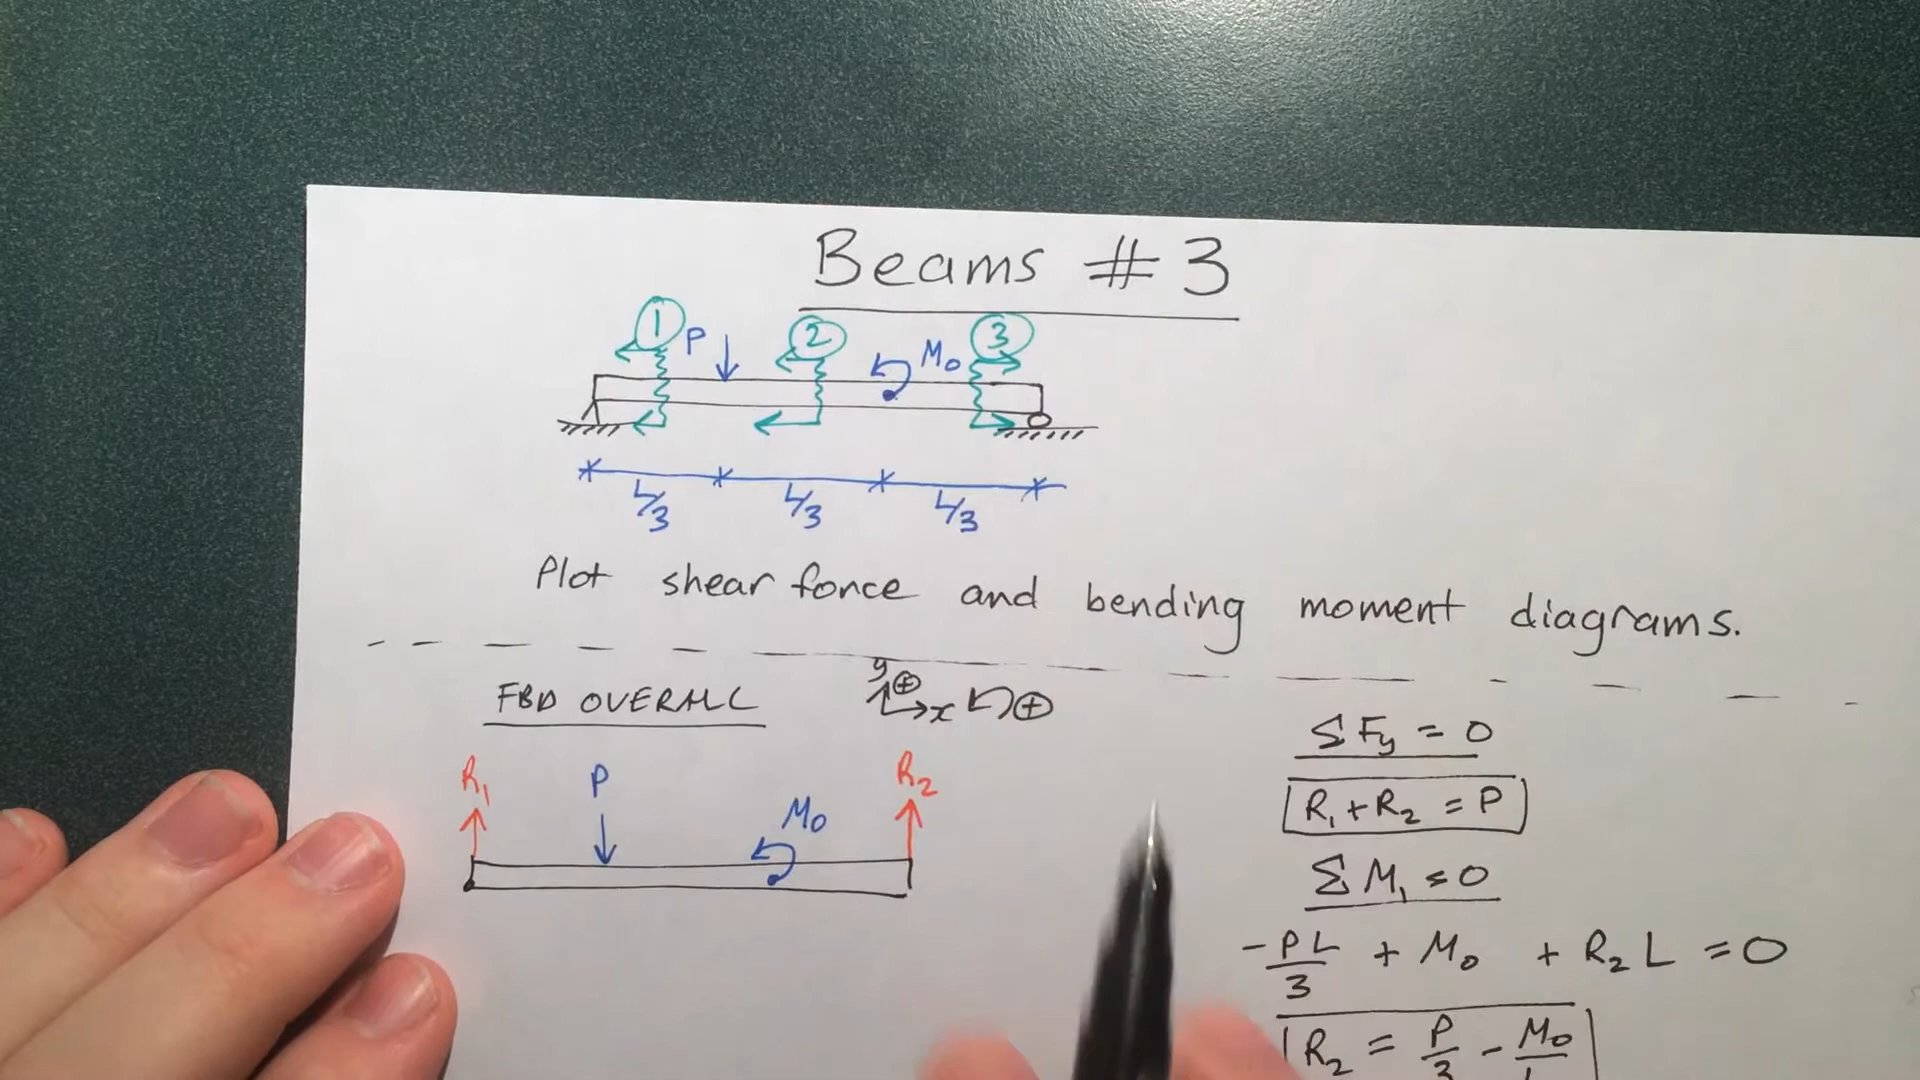 Beams # 3
1 P 2 M₀ 3
L/3 L/3 L/3
Plot shear force and bending moment diagrams.
FBD OVERALL
y ⊕ x ⊕
R₁ P M₀ R₂
ΣFy = 0
R₁ + R₂ = P
ΣM₁ = 0
-PL/3 + M₀ + R₂L = 0
R₂ = P/3 - M₀/L